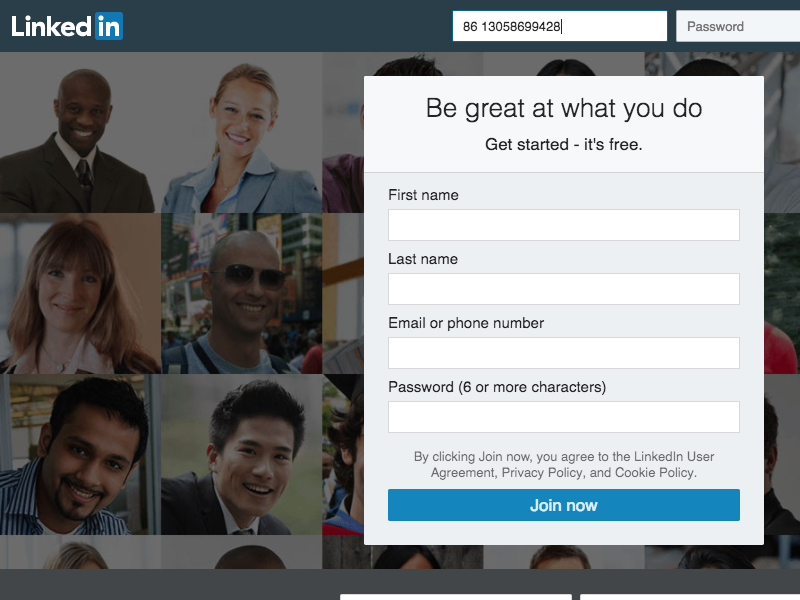 Linked in
86 13058699428
Password
Be great at what you do
Get started - it's free.
First name
Last name
Email or phone number
Password (6 or more characters)
By clicking Join now, you agree to the LinkedIn User
Agreement, Privacy Policy, and Cookie Policy.
Join now